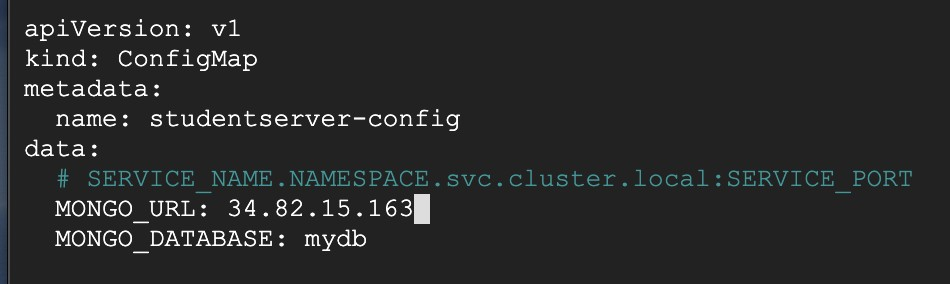 apiVersion: v1
kind: ConfigMap
metadata:
  name: studentserver-config
data:
  # SERVICE_NAME.NAMESPACE.svc.cluster.local:SERVICE_PORT
  MONGO_URL: 34.82.15.163
  MONGO_DATABASE: mydb